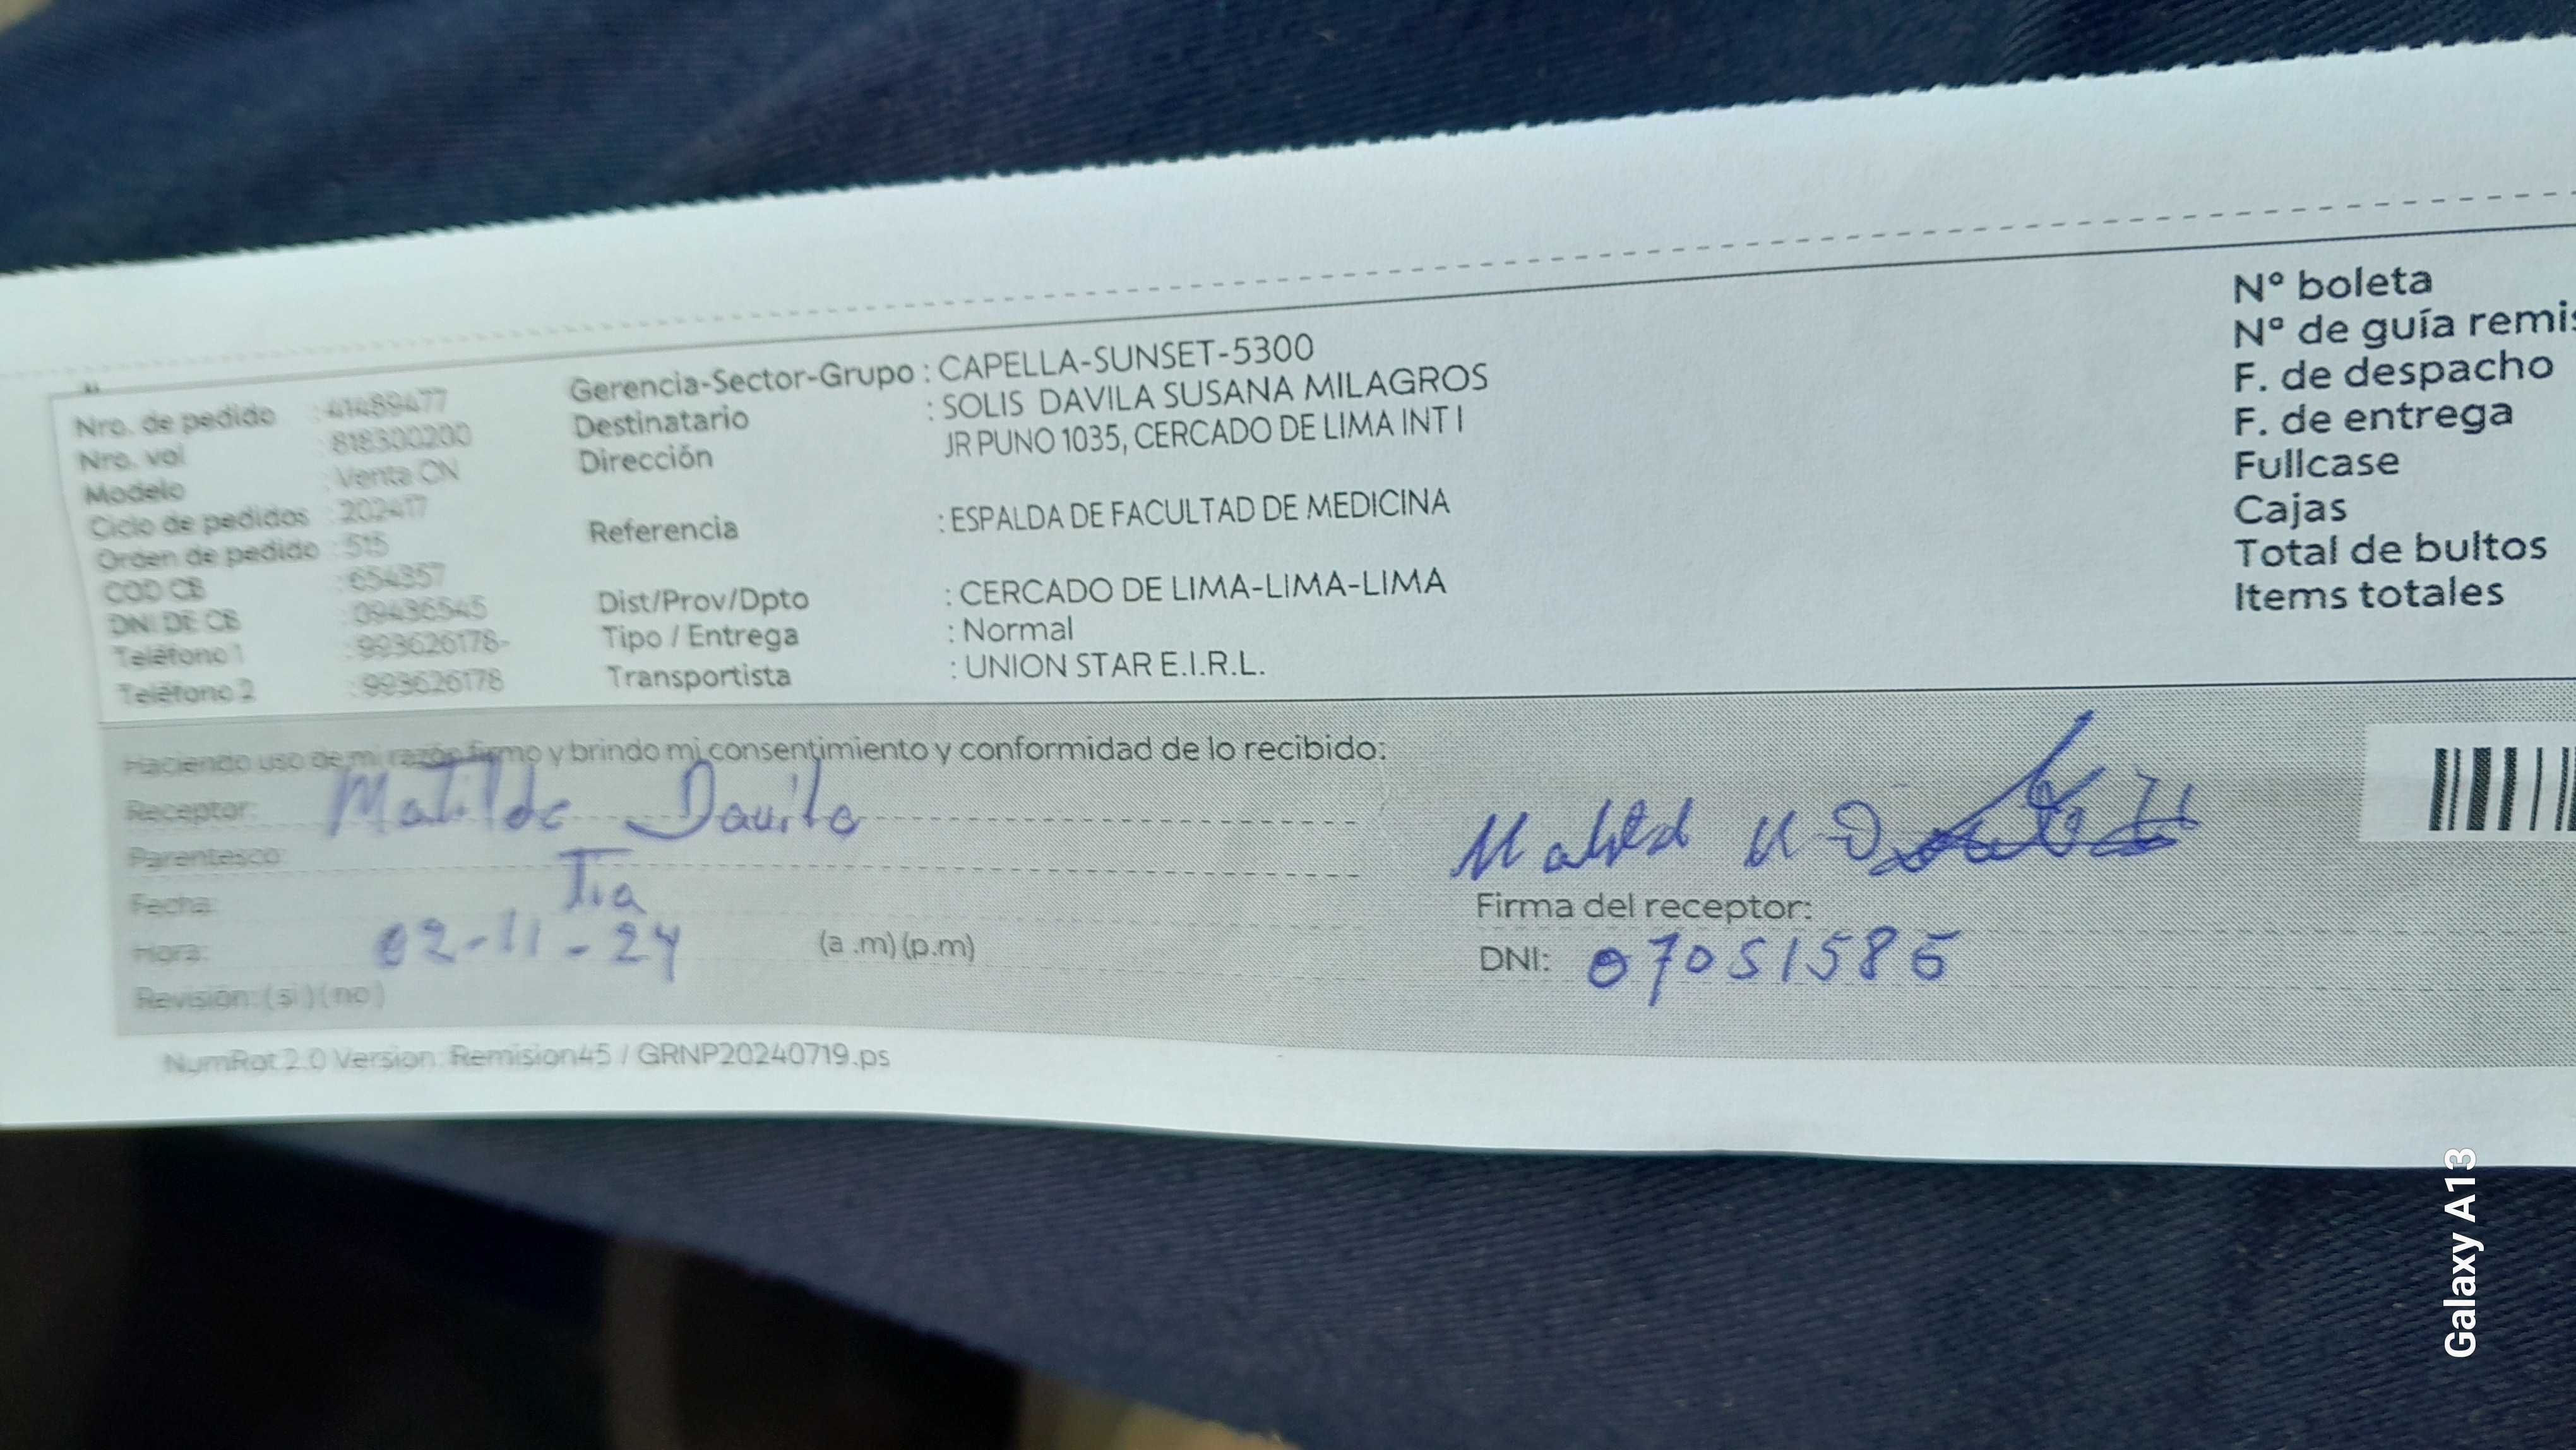 Nro. de pedido : 41489477
Nro. vol : 818300200
Modelo : Venta CN
Ciclo de pedidos : 202417
Orden de pedido : 515
COD CB : 654357
DNI DE CB : 09436545
Teléfono 1 : 993626178-
Teléfono 2 : 993626178
Gerencia-Sector-Grupo : CAPELLA-SUNSET-5300
Destinatario : SOLIS DAVILA SUSANA MILAGROS
Dirección JR PUNO 1035, CERCADO DE LIMA INT I
Referencia : ESPALDA DE FACULTAD DE MEDICINA
Dist/Prov/Dpto : CERCADO DE LIMA-LIMA-LIMA
Tipo / Entrega : Normal
Transportista : UNION STAR E.I.R.L.
Nº boleta
Nº de guía remis
F. de despacho
F. de entrega
Fullcase
Cajas
Total de bultos
Items totales
Haciendo uso de mi razón firmo y brindo mi consentimiento y conformidad de lo recibido:
Receptor: Matilde Davila
Parentesco: Tia
Fecha: 02-11-24
Hora: (a .m) (p.m)
Revisión: (si) (no)
Firma del receptor:
DNI: 07051586
NumRot 2.0 Version: Remision45 / GRNP20240719.ps
Galaxy A13